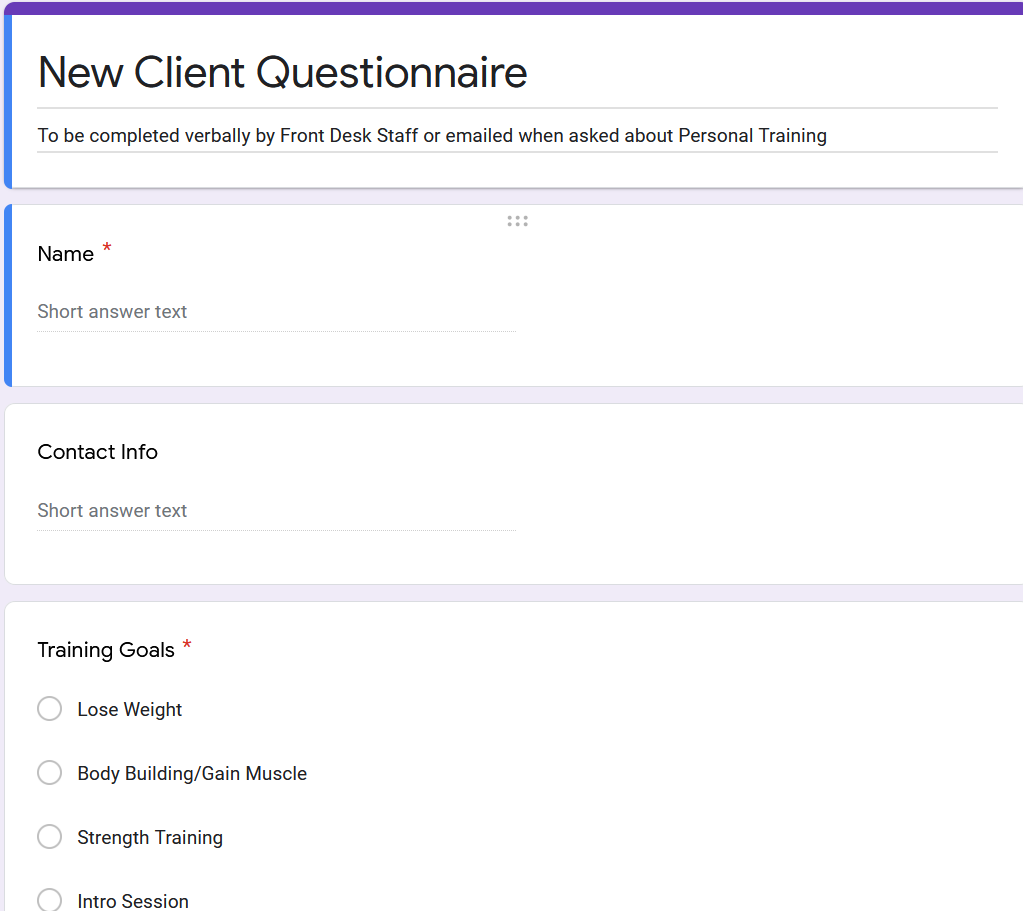 New Client Questionnaire
To be completed verbally by Front Desk Staff or emailed when asked about Personal Training
Name *
Short answer text
Contact Info
Short answer text
Training Goals *
Lose Weight
Body Building/Gain Muscle
Strength Training
Intro Session